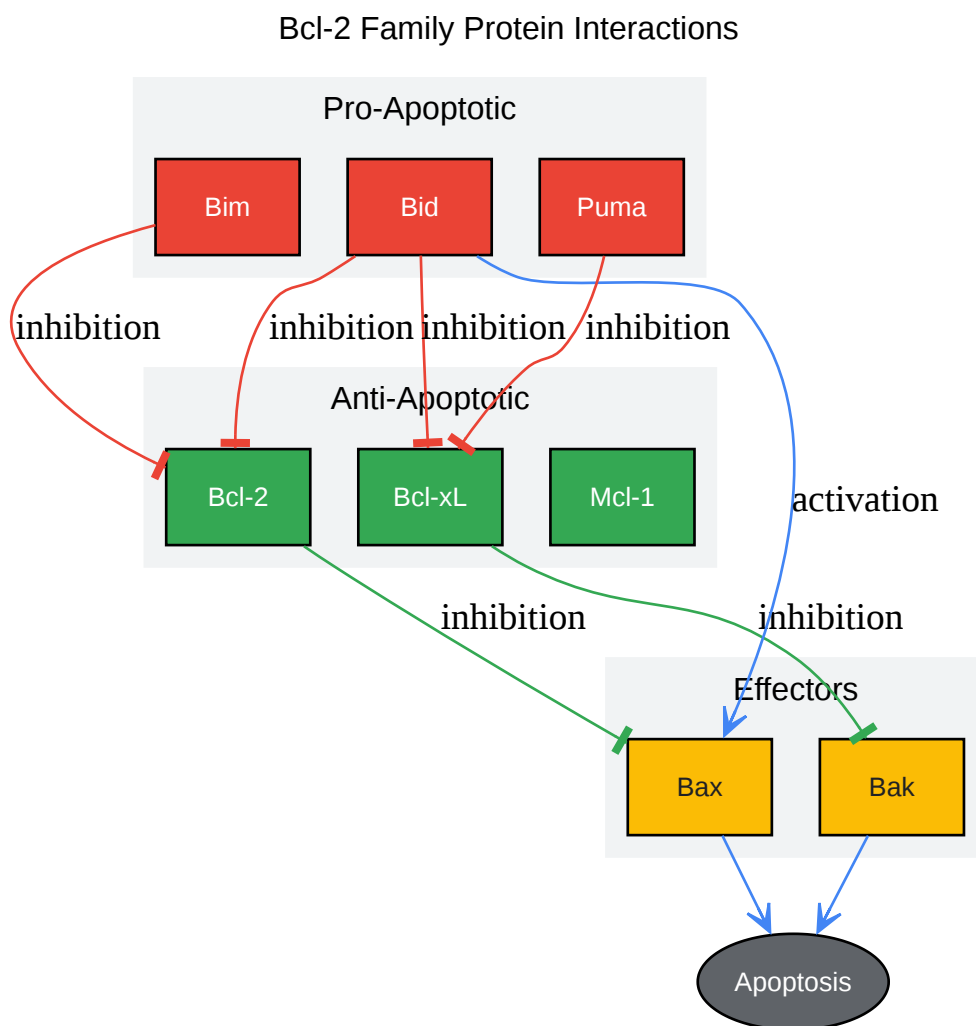 Bcl-2 Family Protein Interactions
Pro-Apoptotic
Bim
Bid
Puma
inhibition
inhibition
inhibition
inhibition
Anti-Apoptotic
Bcl-2
Bcl-xL
Mcl-1
activation
inhibition
inhibition
Effectors
Bax
Bak
Apoptosis